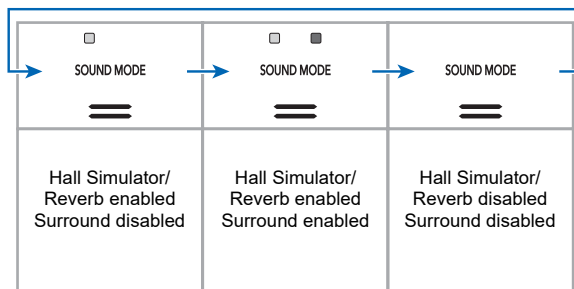 SOUND MODE
SOUND MODE
SOUND MODE
Hall Simulator/
Reverb enabled
Surround disabled
Hall Simulator/
Reverb enabled
Surround enabled
Hall Simulator/
Reverb disabled
Surround disabled